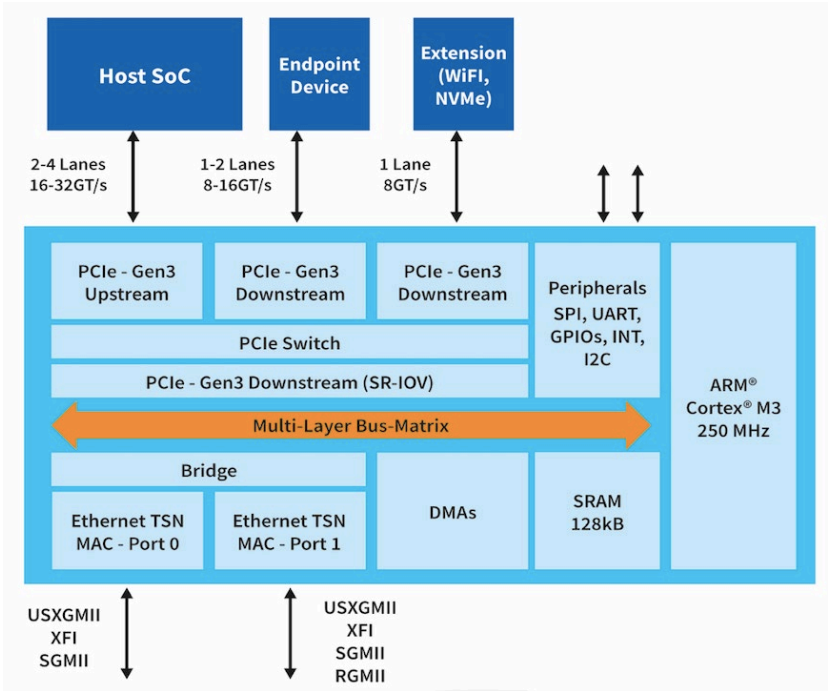 Host SoC
Endpoint
Device
Extension
(WiFI,
NVMe)
2-4 Lanes
16-32GT/s
1-2 Lanes
8-16GT/s
1 Lane
8GT/s
PCIe - Gen3
Upstream
PCIe - Gen3
Downstream
PCIe - Gen3
Downstream
Peripherals
SPI, UART,
GPIOs, INT,
I2C
PCIe Switch
PCIe - Gen3 Downstream (SR-IOV)
ARM®
Cortex® M3
250 MHz
Multi-Layer Bus-Matrix
Bridge
Ethernet TSN
MAC - Port 0
Ethernet TSN
MAC - Port 1
DMAs
SRAM
128kB
USXGMII
XFI
SGMII
USXGMII
XFI
SGMII
RGMII